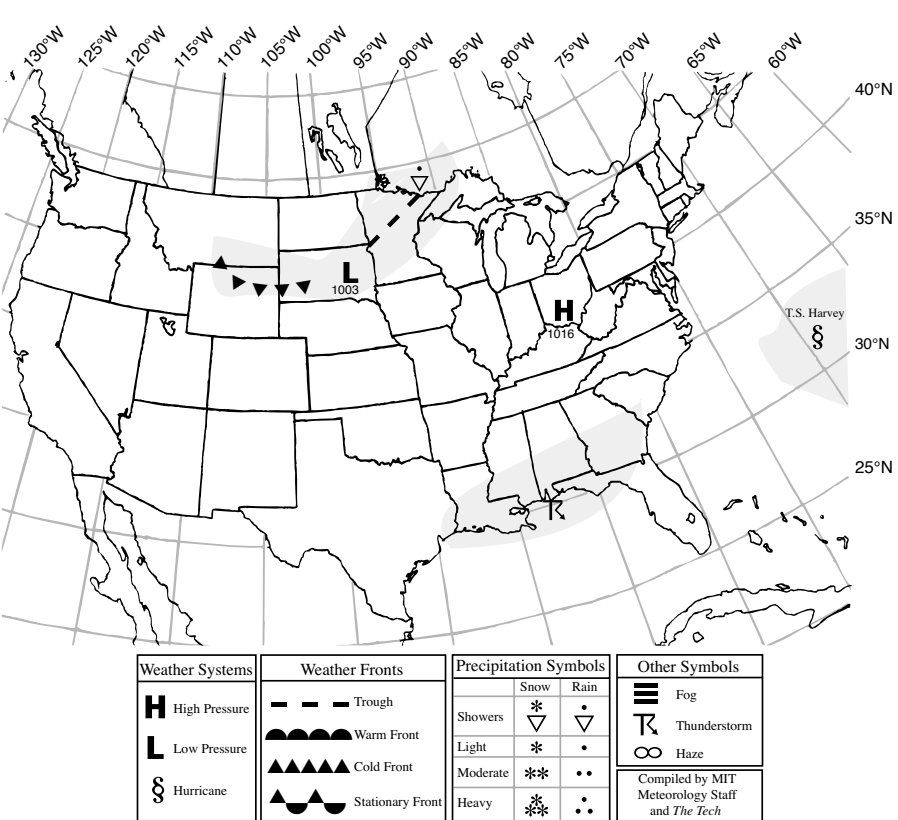 130°W 125°W 120°W 115°W 110°W 105°W 100°W 95°W 90°W 85°W 80°W 75°W 70°W 65°W 60°W
40°N
35°N
L
1003
H
1016
T.S. Harvey
30°N
25°N
Weather Systems
H High Pressure
L Low Pressure
Hurricane
Weather Fronts
Trough
Warm Front
Cold Front
Stationary Front
Precipitation Symbols
Snow Rain
Showers
Light
Moderate
Heavy
Other Symbols
Fog
Thunderstorm
Haze
Compiled by MIT
Meteorology Staff
and The Tech